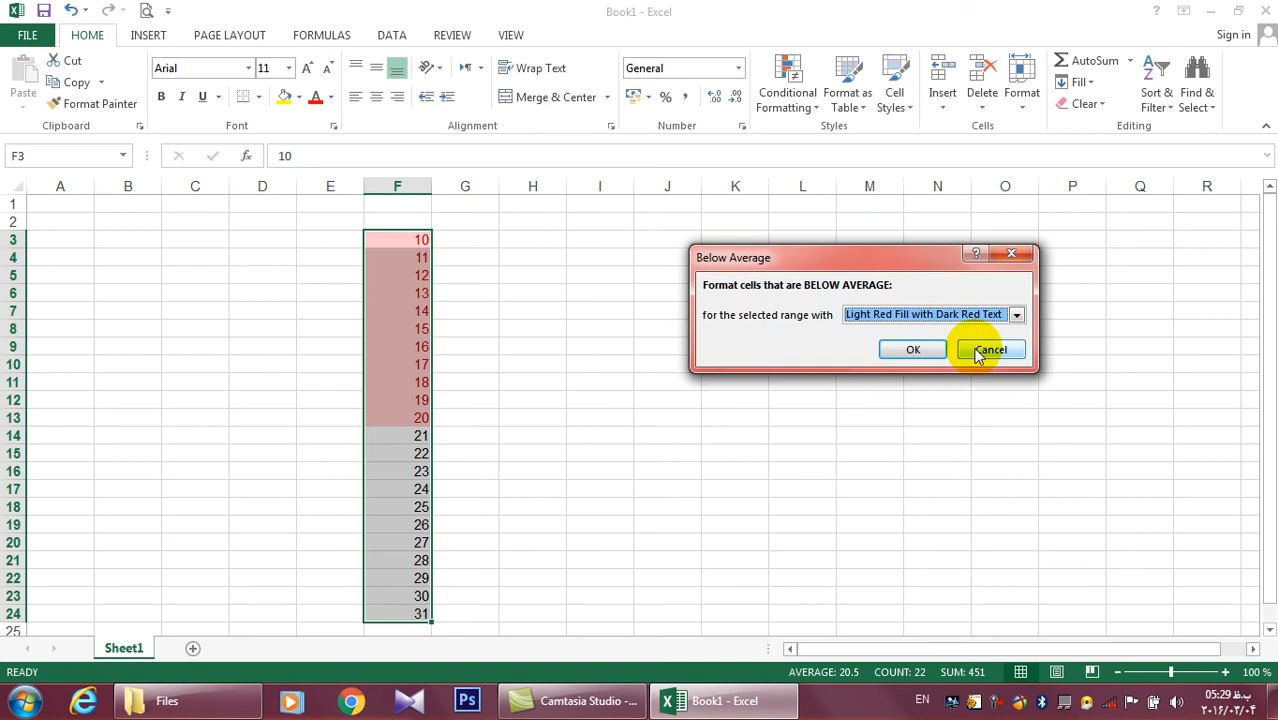 Book1 - Excel
FILE HOME INSERT PAGE LAYOUT FORMULAS DATA REVIEW VIEW Sign in
Paste Cut Copy Format Painter
Arial 11
B I U A
Wrap Text
Merge & Center
General
% ,
Conditional Formatting Format as Table Cell Styles
Insert Delete Format
AutoSum
Fill
Clear
Sort & Filter Find & Select
Clipboard Font Alignment Number Styles Cells Editing
F3 fx 10
A B C D E F G H I J K L M N O P Q R
1
2
3 10
4 11
5 12
6 13
7 14
8 15
9 16
10 17
11 18
12 19
13 20
14 21
15 22
16 23
17 24
18 25
19 26
20 27
21 28
22 29
23 30
24 31
25
Below Average
Format cells that are BELOW AVERAGE:
for the selected range with Light Red Fill with Dark Red Text
OK Cancel
Sheet1
READY AVERAGE: 20.5 COUNT: 22 SUM: 451 100 %
Files Ps Camtasia Studio -... Book1 - Excel EN
05:29 ب.ظ
۲۰۱۶/۰۳/۰۴